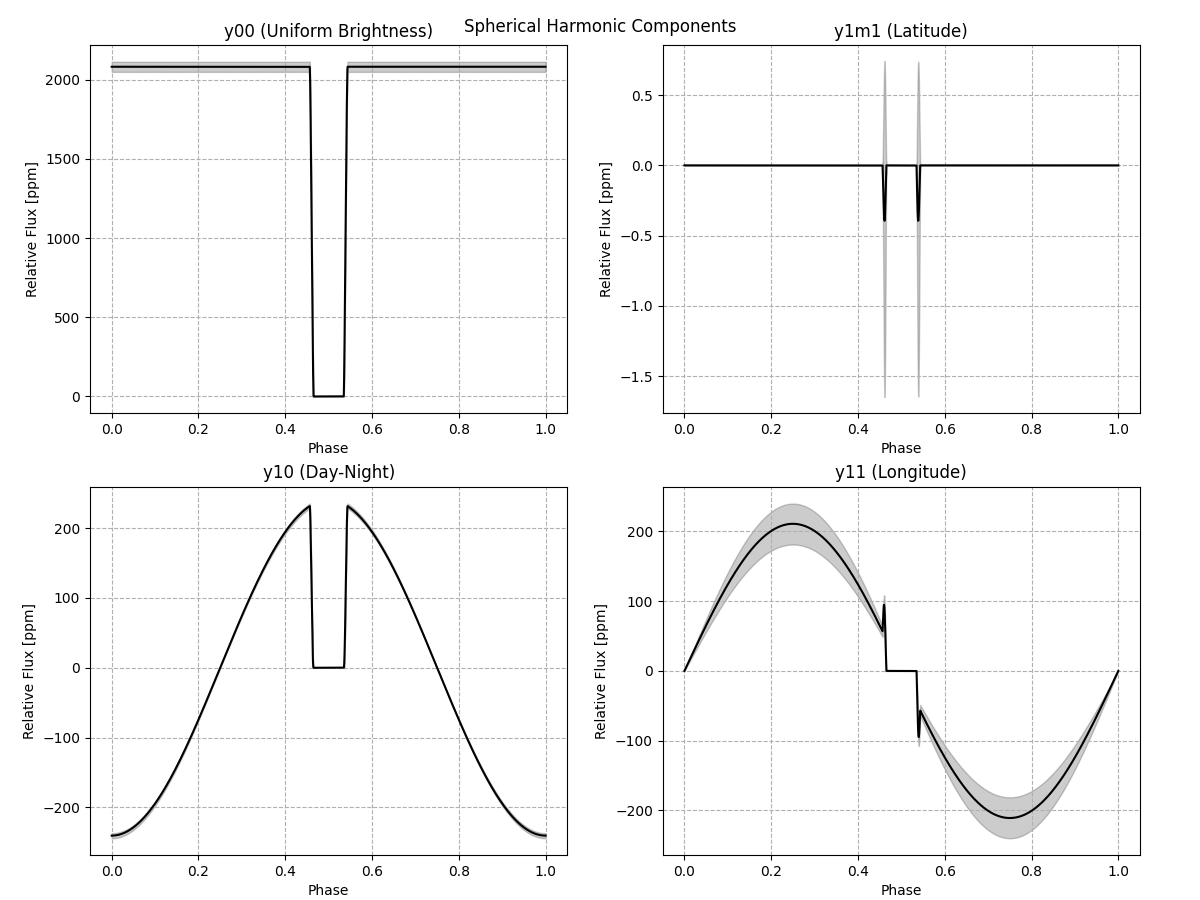 Spherical Harmonic Components
y00 (Uniform Brightness)
2000
1500
1000
500
0
Relative Flux [ppm]
0.0 0.2 0.4 0.6 0.8 1.0
Phase
y1m1 (Latitude)
0.5
0.0
−0.5
−1.0
−1.5
Relative Flux [ppm]
0.0 0.2 0.4 0.6 0.8 1.0
Phase
y10 (Day-Night)
200
100
0
−100
−200
Relative Flux [ppm]
0.0 0.2 0.4 0.6 0.8 1.0
Phase
y11 (Longitude)
200
100
0
−100
−200
Relative Flux [ppm]
0.0 0.2 0.4 0.6 0.8 1.0
Phase